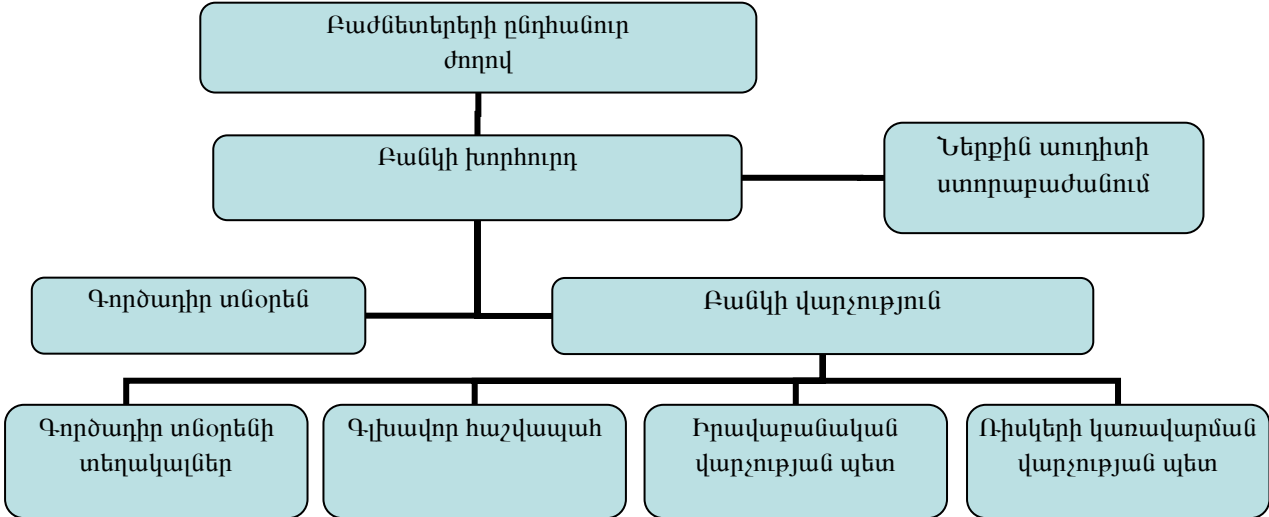 Բաժնետերերի ընդհանուր
ժողով
Բանկի խորհուրդ
Ներքին աուդիտի
ստորաբաժանում
Գործադիր տնօրեն
Բանկի վարչություն
Գործադիր տնօրենի
տեղակալներ
Գլխավոր հաշվապահ
Իրավաբանական
վարչության պետ
Ռիսկերի կառավարման
վարչության պետ